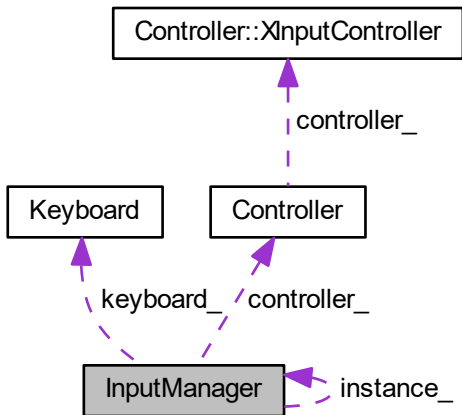 Controller::XInputController
controller_
Keyboard
Controller
keyboard_
controller_
InputManager
instance_